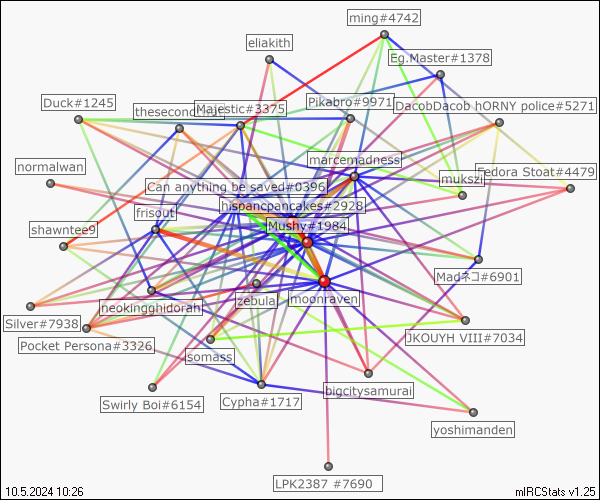 ming#4742
eliakith
Eg.Master#1378
Duck#1245
Majestic#3375
Pikabro#9971
DacobDacob hORNY police#5271
marcemadness
normalwan
Fedora Stoat#4479
mukszi
Can anything be saved#0396
hispancpancakes#2928
frisout
Mushy#1984
shawntee9
Madネコ#6901
zebula
moonraven
neokingghidorah
Silver#7938
JKOUYH VIII#7034
Pocket Persona#3326
somass
bigcitysamurai
Swirly Boi#6154
Cypha#1717
yoshimanden
LPK2387 #7690
10.5.2024 10:26
mIRCStats v1.25